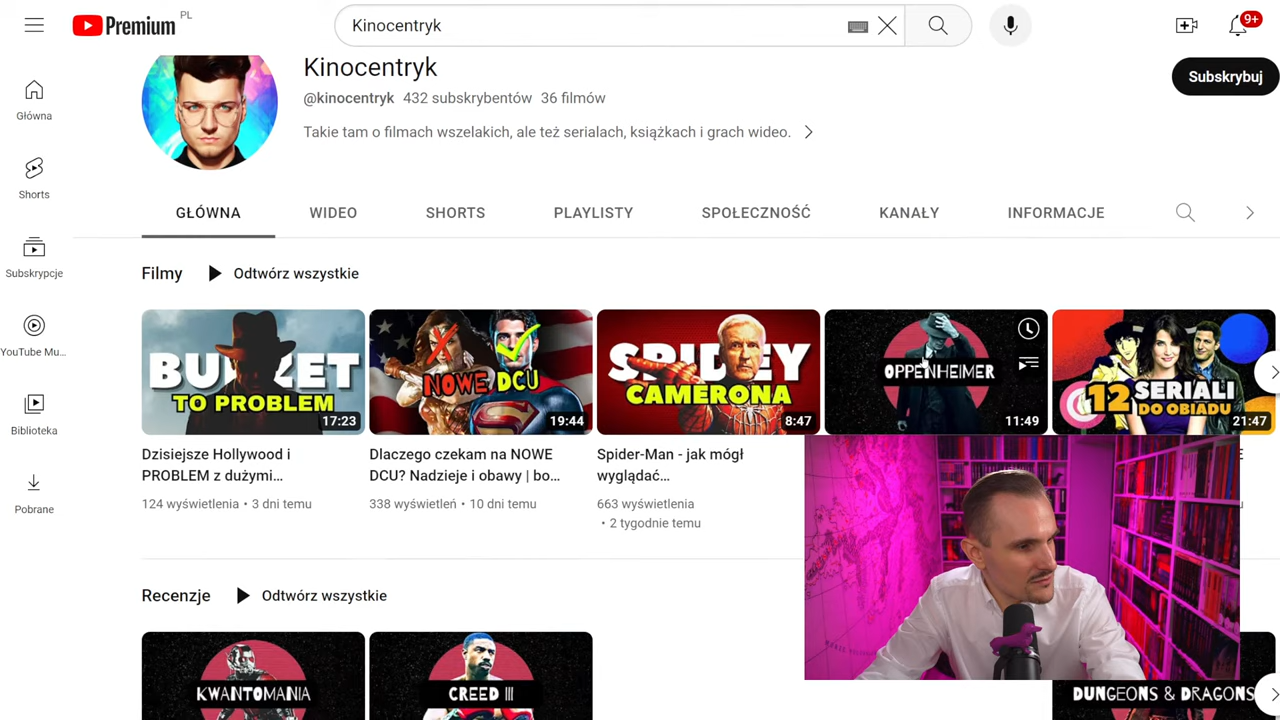 Premium PL
Kinocentryk
9+
Kinocentryk
@kinocentryk 432 subskrybentów 36 filmów
Takie tam o filmach wszelakich, ale też serialach, książkach i grach wideo.
Subskrybuj
Główna
Shorts
Subskrypcje
YouTube Mu...
Biblioteka
Pobrane
GŁÓWNA WIDEO SHORTS PLAYLISTY SPOŁECZNOŚĆ KANAŁY INFORMACJE
Filmy Odtwórz wszystkie
TO PROBLEM
17:23
NOWE DCU
19:44
SPIDEY
CAMERONA
8:47
OPPENHEIMER
11:49
12 SERIALI
DO OBIADU
21:47
Dzisiejsze Hollywood i
PROBLEM z dużymi...
124 wyświetlenia • 3 dni temu
Dlaczego czekam na NOWE
DCU? Nadzieje i obawy | bo...
338 wyświetleń • 10 dni temu
Spider-Man - jak mógł
wyglądać...
663 wyświetlenia
• 2 tygodnie temu
Recenzje Odtwórz wszystkie
KWANTOMANIA
CREED III
DUNGEONS & DRAGONS